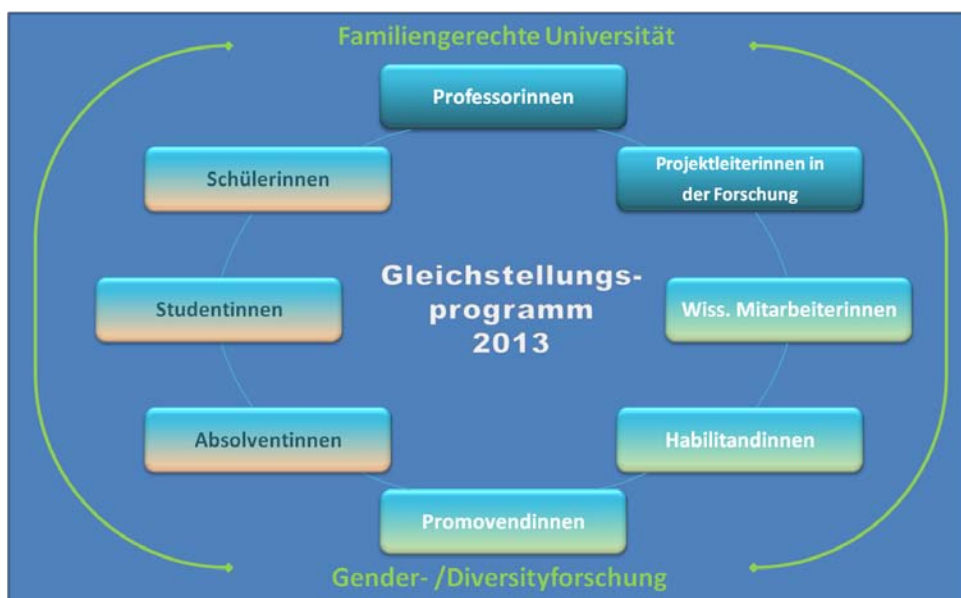 Familiengerechte Universität
Professorinnen
Schülerinnen
Projektleiterinnen in
der Forschung
Gleichstellungs-
programm
2013
Studentinnen
Wiss. Mitarbeiterinnen
Absolventinnen
Habilitandinnen
Promovendinnen
Gender- /Diversityforschung